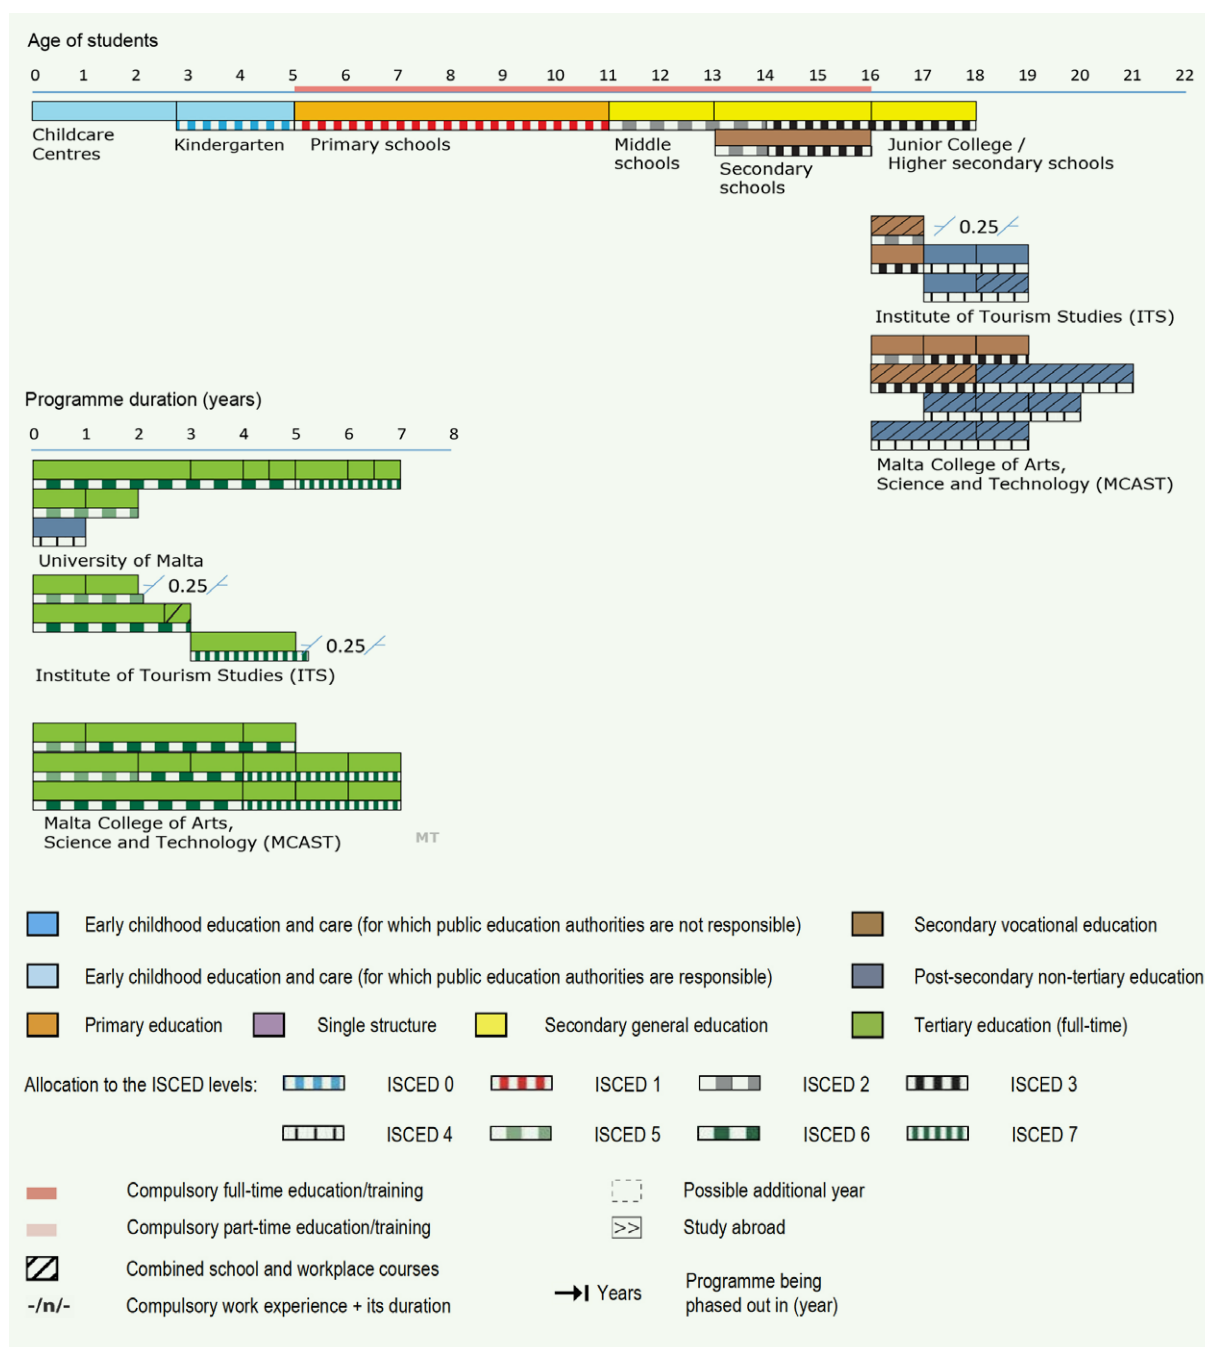 Age of students
0 1 2 3 4 5 6 7 8 9 10 11 12 13 14 15 16 17 18 19 20 21 22
Childcare
Centres
Kindergarten
Primary schools
Middle
schools
Secondary
schools
Junior College /
Higher secondary schools
0.25
Institute of Tourism Studies (ITS)
Malta College of Arts,
Science and Technology (MCAST)
Programme duration (years)
0 1 2 3 4 5 6 7 8
University of Malta
0.25
0.25
Institute of Tourism Studies (ITS)
Malta College of Arts,
Science and Technology (MCAST)
MT
Early childhood education and care (for which public education authorities are not responsible)
Secondary vocational education
Early childhood education and care (for which public education authorities are responsible)
Post-secondary non-tertiary education
Primary education
Single structure
Secondary general education
Tertiary education (full-time)
Allocation to the ISCED levels:
ISCED 0
ISCED 1
ISCED 2
ISCED 3
ISCED 4
ISCED 5
ISCED 6
ISCED 7
Compulsory full-time education/training
Possible additional year
Compulsory part-time education/training
>> Study abroad
Combined school and workplace courses
-/n/- Compulsory work experience + its duration
Years
Programme being
phased out in (year)